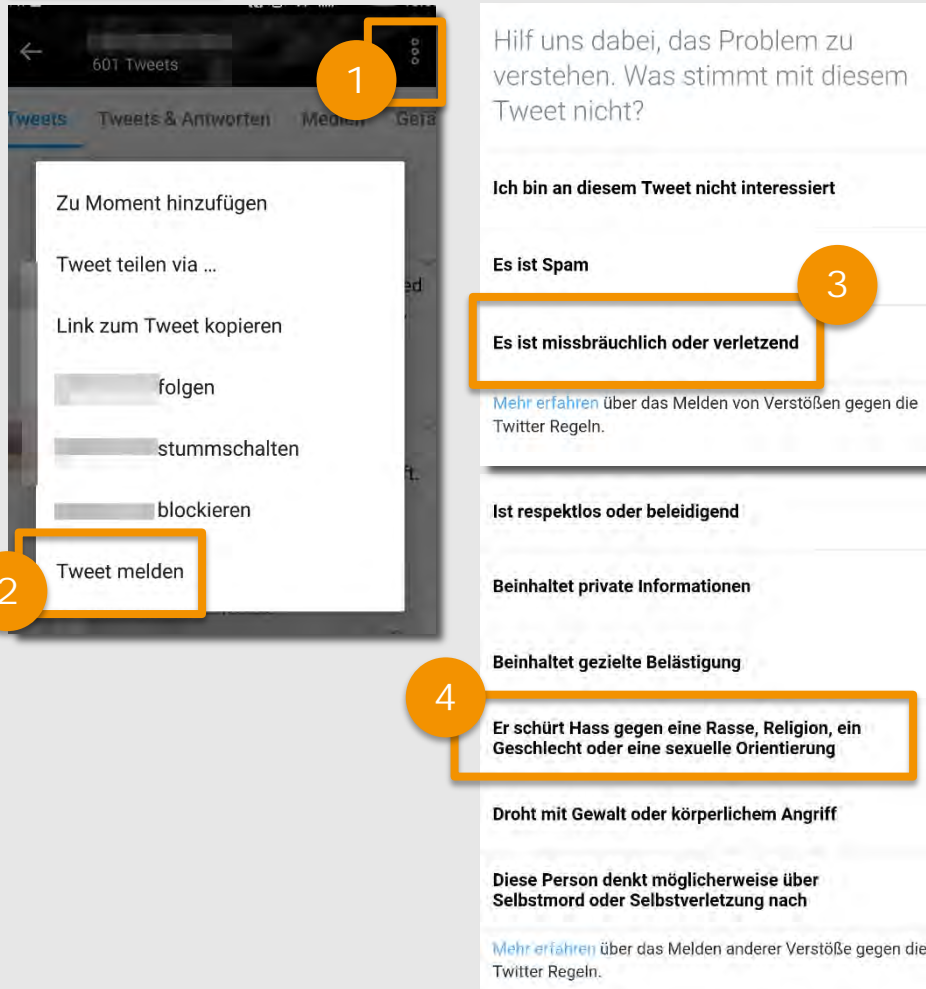 601 Tweets
1
Tweets Tweets & Antworten Medien Gefä
Zu Moment hinzufügen
Tweet teilen via ...
Link zum Tweet kopieren
folgen
stummschalten
blockieren
Tweet melden
2
ed
ft.
Hilf uns dabei, das Problem zu
verstehen. Was stimmt mit diesem
Tweet nicht?
Ich bin an diesem Tweet nicht interessiert
Es ist Spam
3
Es ist missbräuchlich oder verletzend
Mehr erfahren über das Melden von Verstößen gegen die
Twitter Regeln.
Ist respektlos oder beleidigend
Beinhaltet private Informationen
Beinhaltet gezielte Belästigung
4
Er schürt Hass gegen eine Rasse, Religion, ein
Geschlecht oder eine sexuelle Orientierung
Droht mit Gewalt oder körperlichem Angriff
Diese Person denkt möglicherweise über
Selbstmord oder Selbstverletzung nach
Mehr erfahren über das Melden anderer Verstöße gegen die
Twitter Regeln.